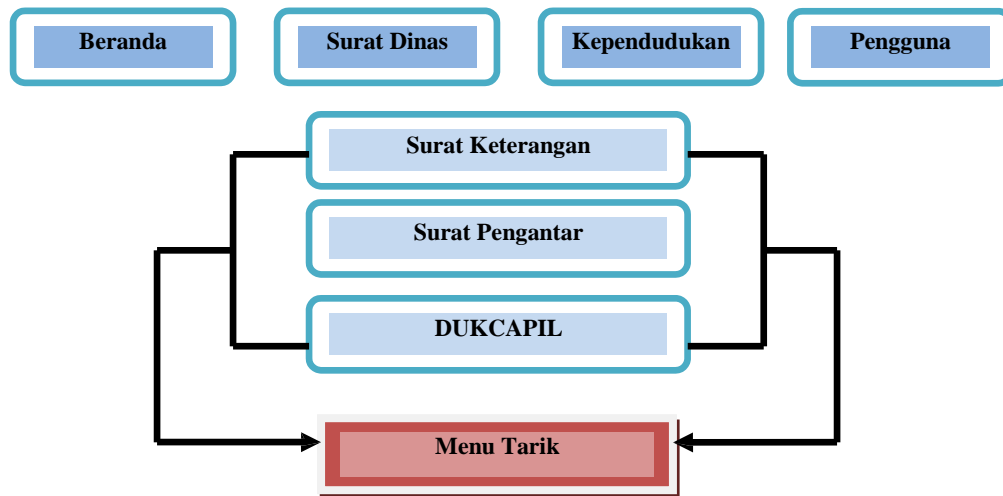 Beranda
Surat Dinas
Kependudukan
Pengguna
Surat Keterangan
Surat Pengantar
DUKCAPIL
Menu Tarik